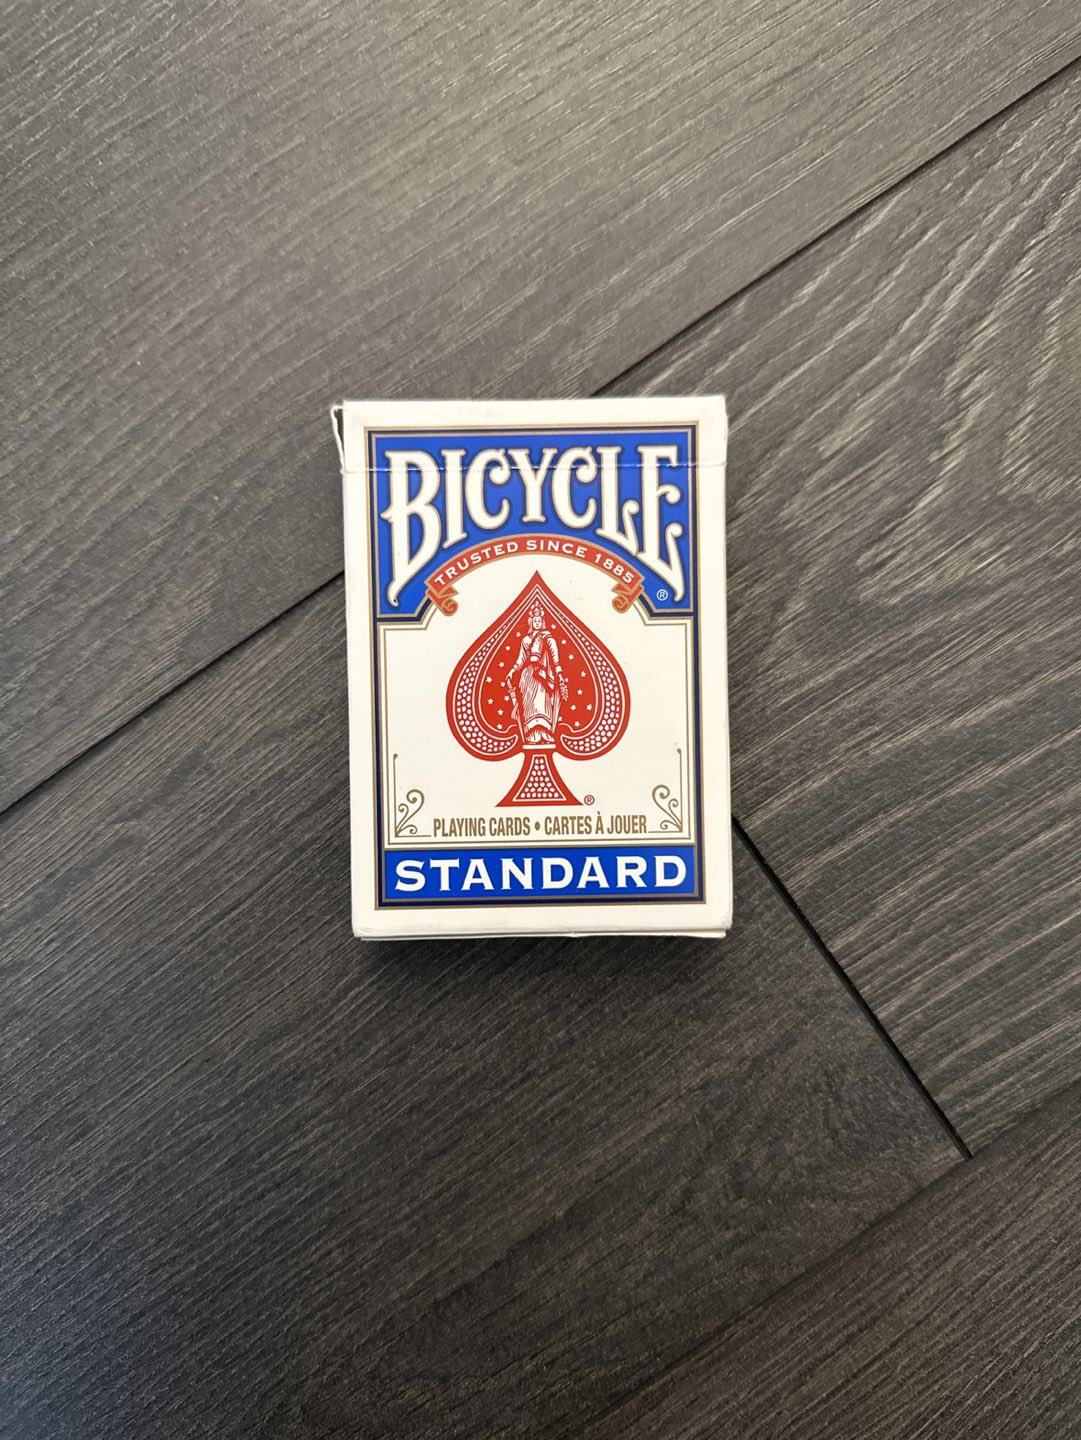 BICYCLE
TRUSTED SINCE 1885
®
®
PLAYING CARDS • CARTES À JOUER
STANDARD